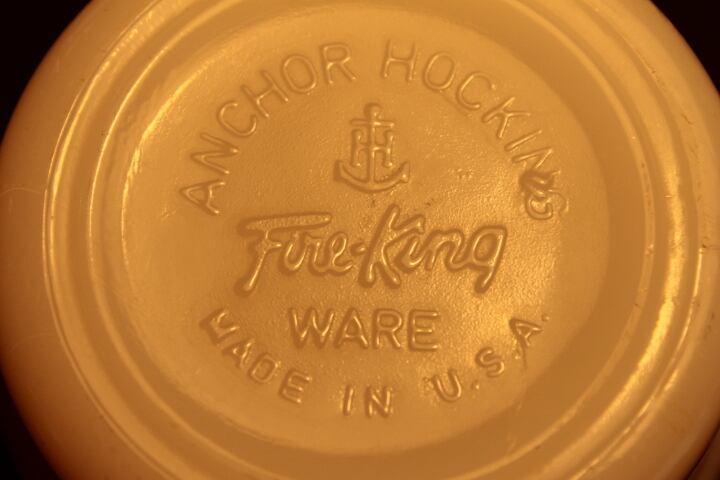 ANCHOR HOCKING
H
Fire-King
WARE
MADE IN U.S.A.